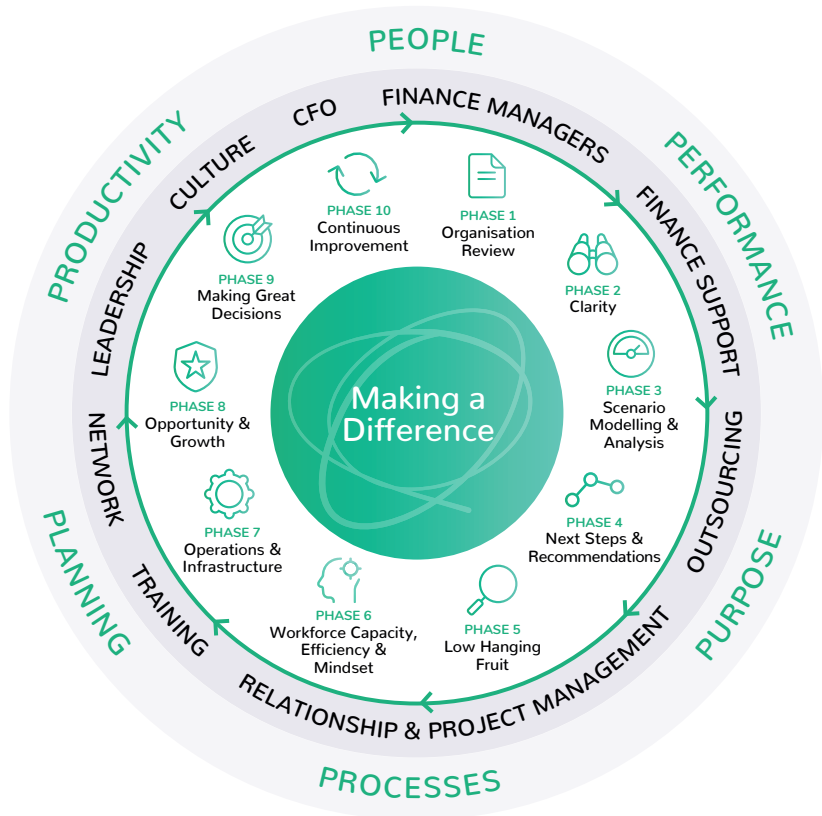 PEOPLE
PERFORMANCE
PURPOSE
PROCESSES
PLANNING
PRODUCTIVITY
CFO
FINANCE MANAGERS
FINANCE SUPPORT
OUTSOURCING
RELATIONSHIP & PROJECT MANAGEMENT
TRAINING
NETWORK
LEADERSHIP
CULTURE
PHASE 1
Organisation
Review
PHASE 2
Clarity
PHASE 3
Scenario
Modelling &
Analysis
PHASE 4
Next Steps &
Recommendations
PHASE 5
Low Hanging
Fruit
PHASE 6
Workforce Capacity,
Efficiency &
Mindset
PHASE 7
Operations &
Infrastructure
PHASE 8
Opportunity &
Growth
PHASE 9
Making Great
Decisions
PHASE 10
Continuous
Improvement
Making a
Difference